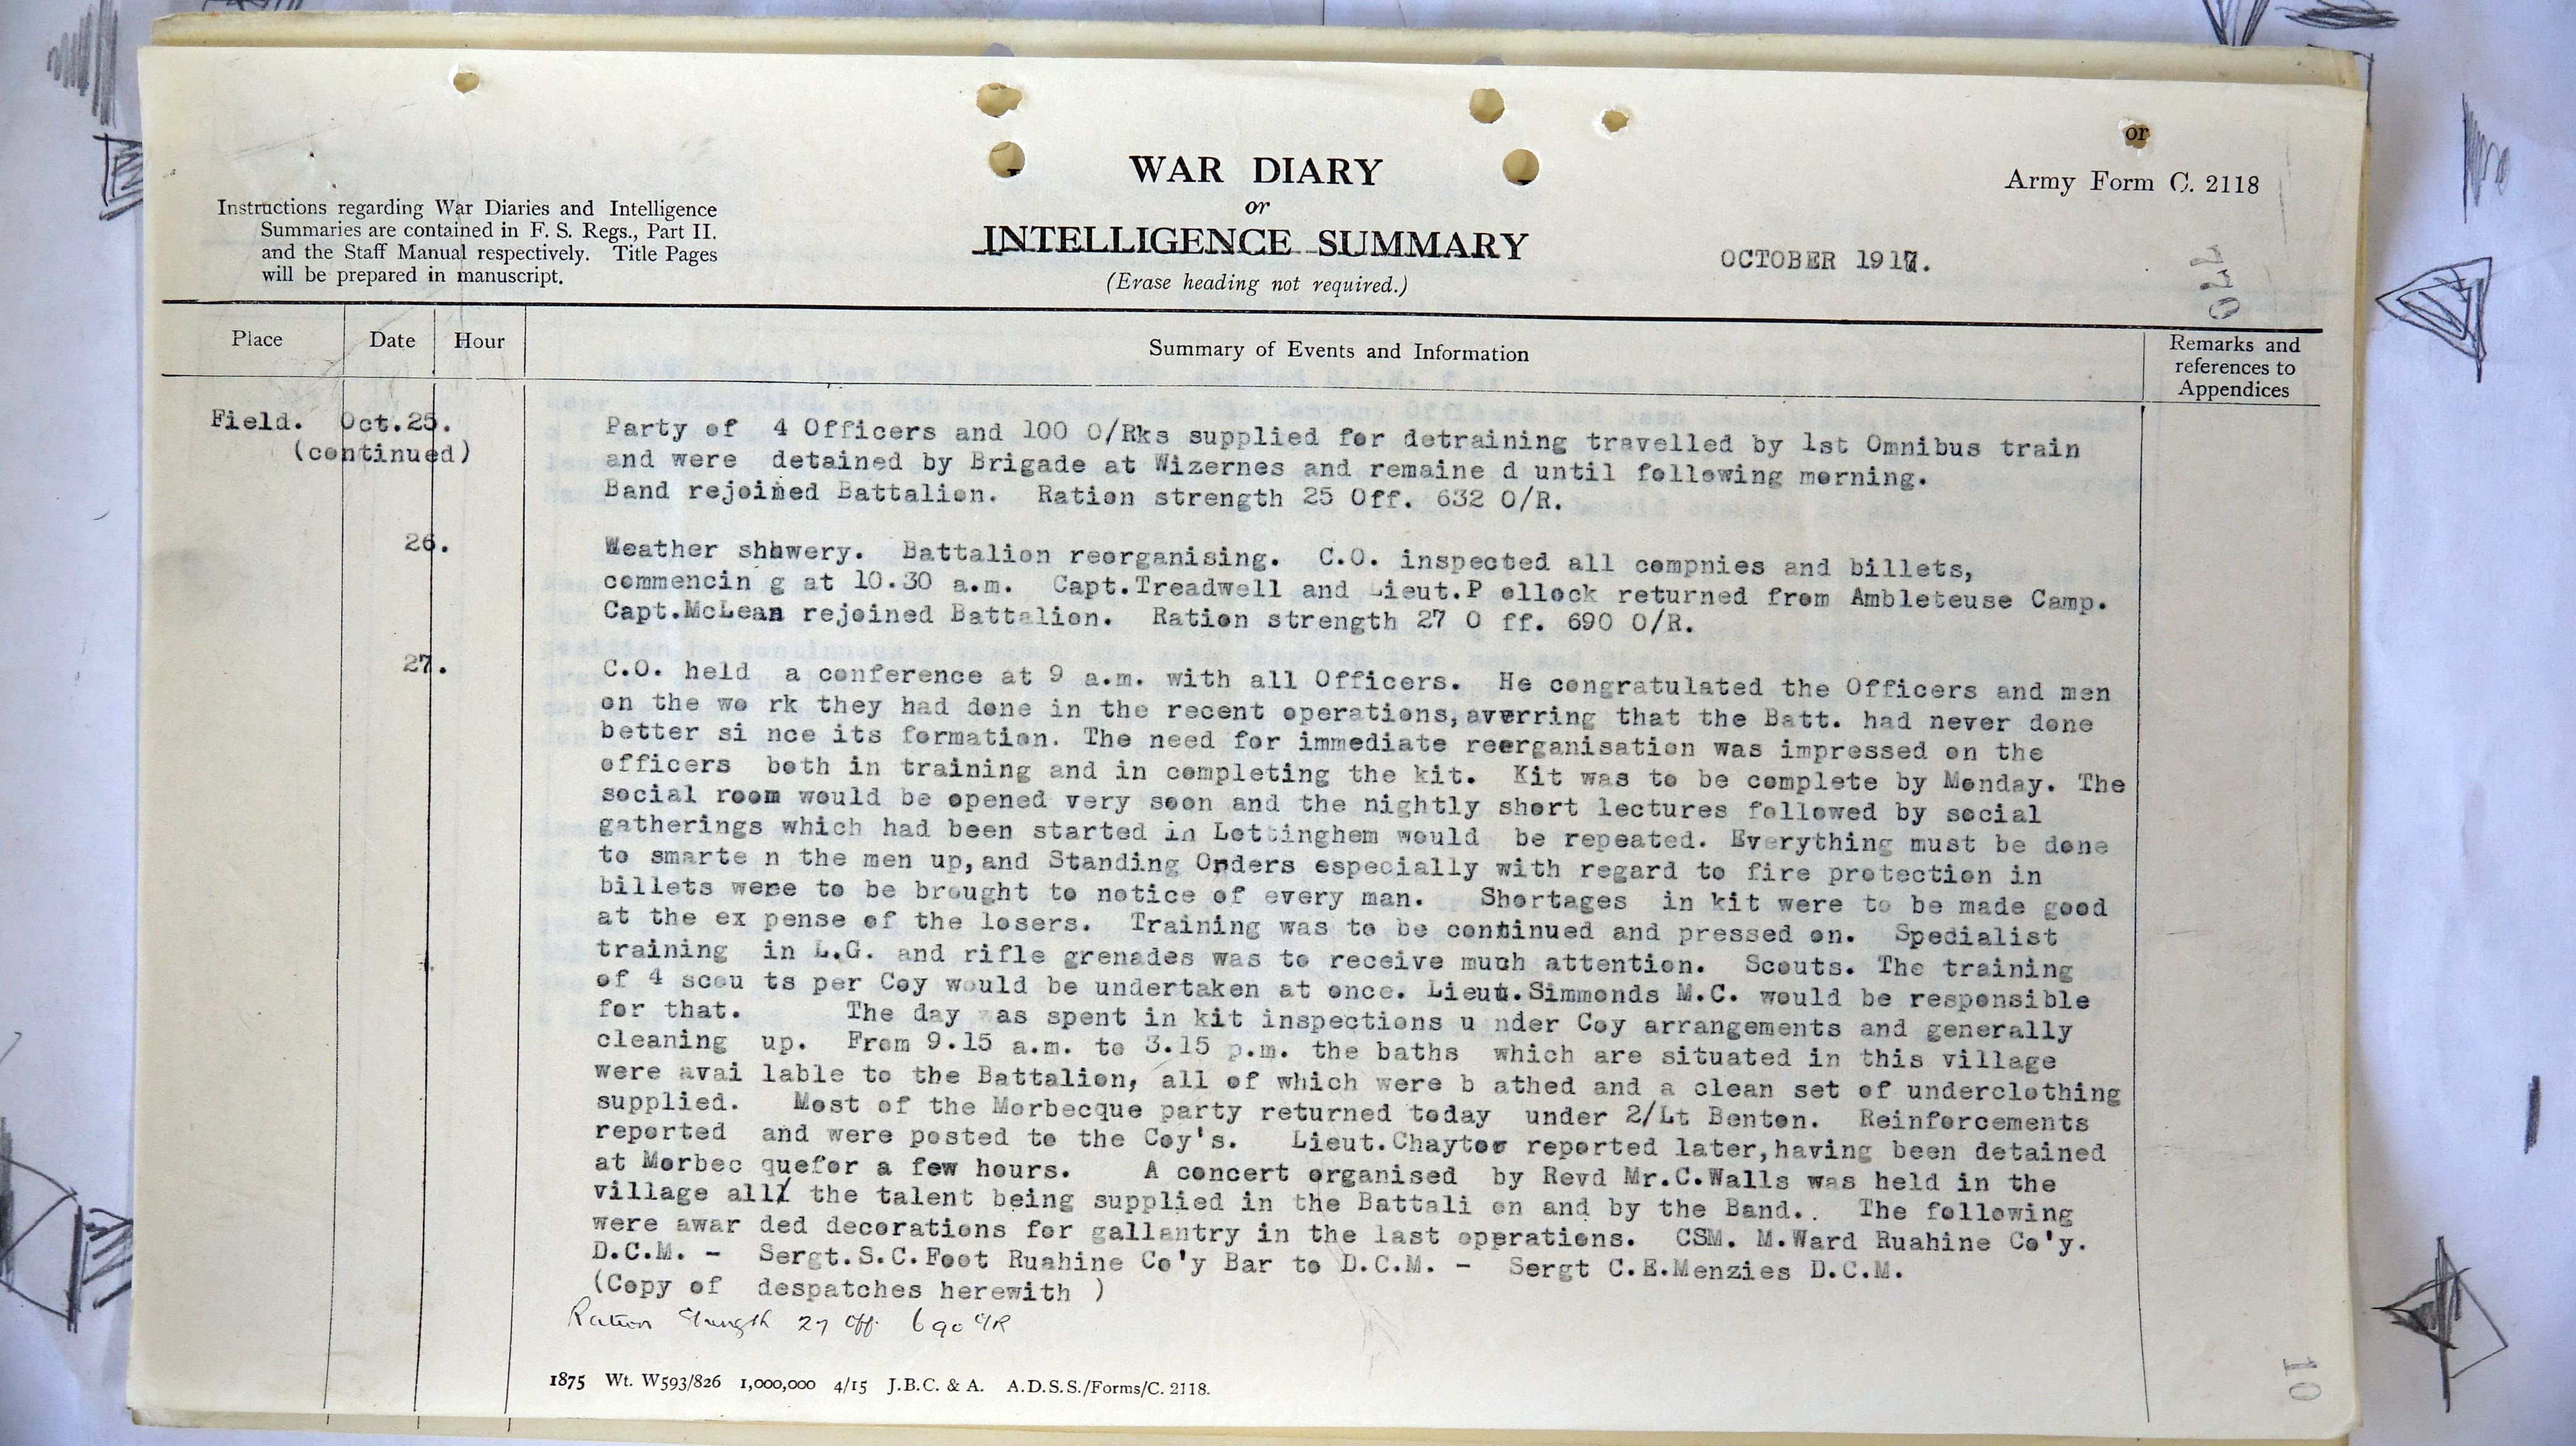 or
Army Form C. 2118
WAR DIARY
or
INTELLIGENCE SUMMARY
(Erase heading not required.)
Instructions regarding War Diaries and Intelligence
Summaries are contained in F. S. Regs., Part II.
and the Staff Manual respectively. Title Pages
will be prepared in manuscript.
OCTOBER 1917.
Place
Date
Hour
Summary of Events and Information
Remarks and
references to
Appendices
Field. Oct.25.
(continued)
Party of 4 Officers and 100 O/Rks supplied for detraining travelled by 1st Omnibus train
and were detained by Brigade at Wizernes and remaine d until following morning.
Band rejoined Battalion. Ration strength 25 Off. 632 O/R.
26.
Weather shhwery. Battalion reorganising. C.O. inspected all compnies and billets,
commencin g at 10.30 a.m. Capt.Treadwell and Lieut.P ollock returned from Ambleteuse Camp.
Capt.McLean rejoined Battalion. Ration strength 27 O ff. 690 O/R.
27.
C.O. held a conference at 9 a.m. with all Officers. He congratulated the Officers and men
on the wo rk they had done in the recent operations,averring that the Batt. had never done
better si nce its formation. The need for immediate reorganisation was impressed on the
officers both in training and in completing the kit. Kit was to be complete by Monday. The
social room would be opened very soon and the nightly short lectures followed by social
gatherings which had been started in Lottinghem would be repeated. Everything must be done
to smarte n the men up,and Standing Orders especially with regard to fire protection in
billets were to be brought to notice of every man. Shortages in kit were to be made good
at the ex pense of the losers. Training was to be continued and pressed on. Specialist
training in L.G. and rifle grenades was to receive much attention. Scouts. The training
of 4 scou ts per Coy would be undertaken at once. Lieut.Simmonds M.C. would be responsible
for that. The day as spent in kit inspections u nder Coy arrangements and generally
cleaning up. From 9.15 a.m. to 3.15 p.m. the baths which are situated in this village
were avai lable to the Battalion, all of which were b athed and a clean set of underclothing
supplied. Most of the Morbecque party returned today under 2/Lt Benton. Reinforcements
reported and were posted to the Coy's. Lieut.Chaytor reported later,having been detained
at Morbec quefor a few hours. A concert organised by Revd Mr.C.Walls was held in the
village all the talent being supplied in the Battali on and by the Band.. The following
were awar ded decorations for gallantry in the last operations. CSM. M.Ward Ruahine Co'y.
D.C.M. - Sergt.S.C.Foot Ruahine Co'y Bar to D.C.M. - Sergt C.E.Menzies D.C.M.
(Copy of despatches herewith )
Ration Strength 27 Off. 690 O/R
1875 Wt. W593/826 1,000,000 4/15 J.B.C. & A. A.D.S.S./Forms/C. 2118.
10